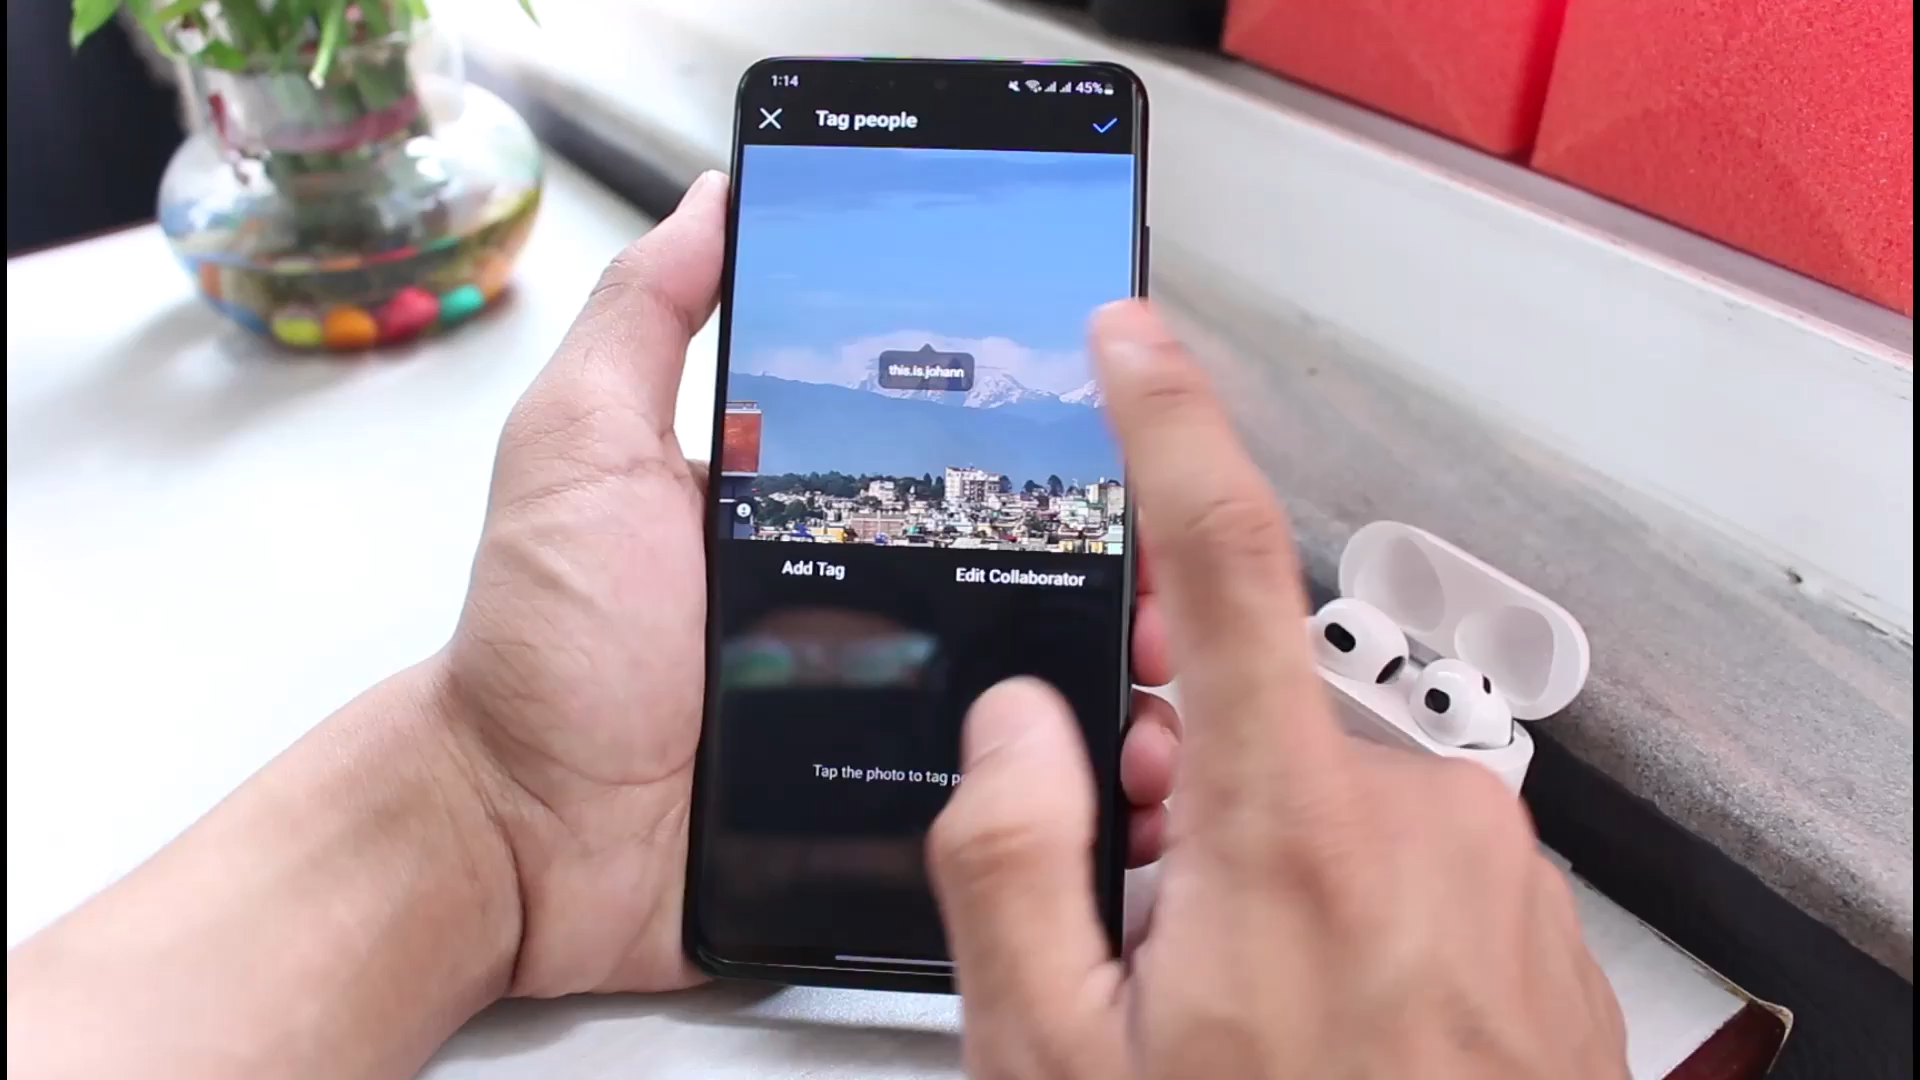 1:14
45%
Tag people
this.is.johann
Add Tag
Edit Collaborator
Tap the photo to tag